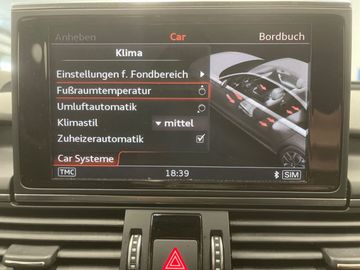 Anheben Car Bordbuch
Klima
Einstellungen f. Fondbereich
Fußraumtemperatur
Umluftautomatik
Klimastil mittel
Zuheizerautomatik
Car Systeme
TMC 18:39 SIM